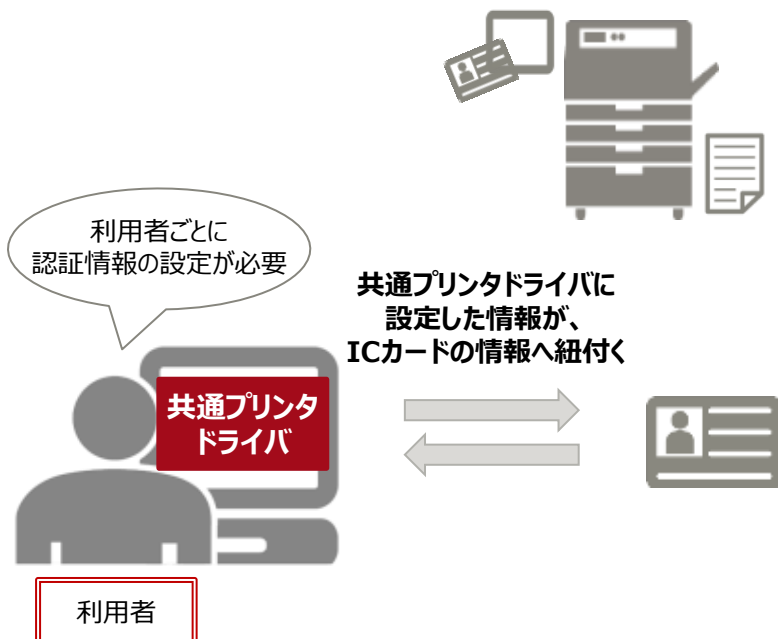 利用者ごとに
認証情報の設定が必要
共通プリンタドライバに
設定した情報が、
ICカードの情報へ紐付く
共通プリンタ
ドライバ
利用者